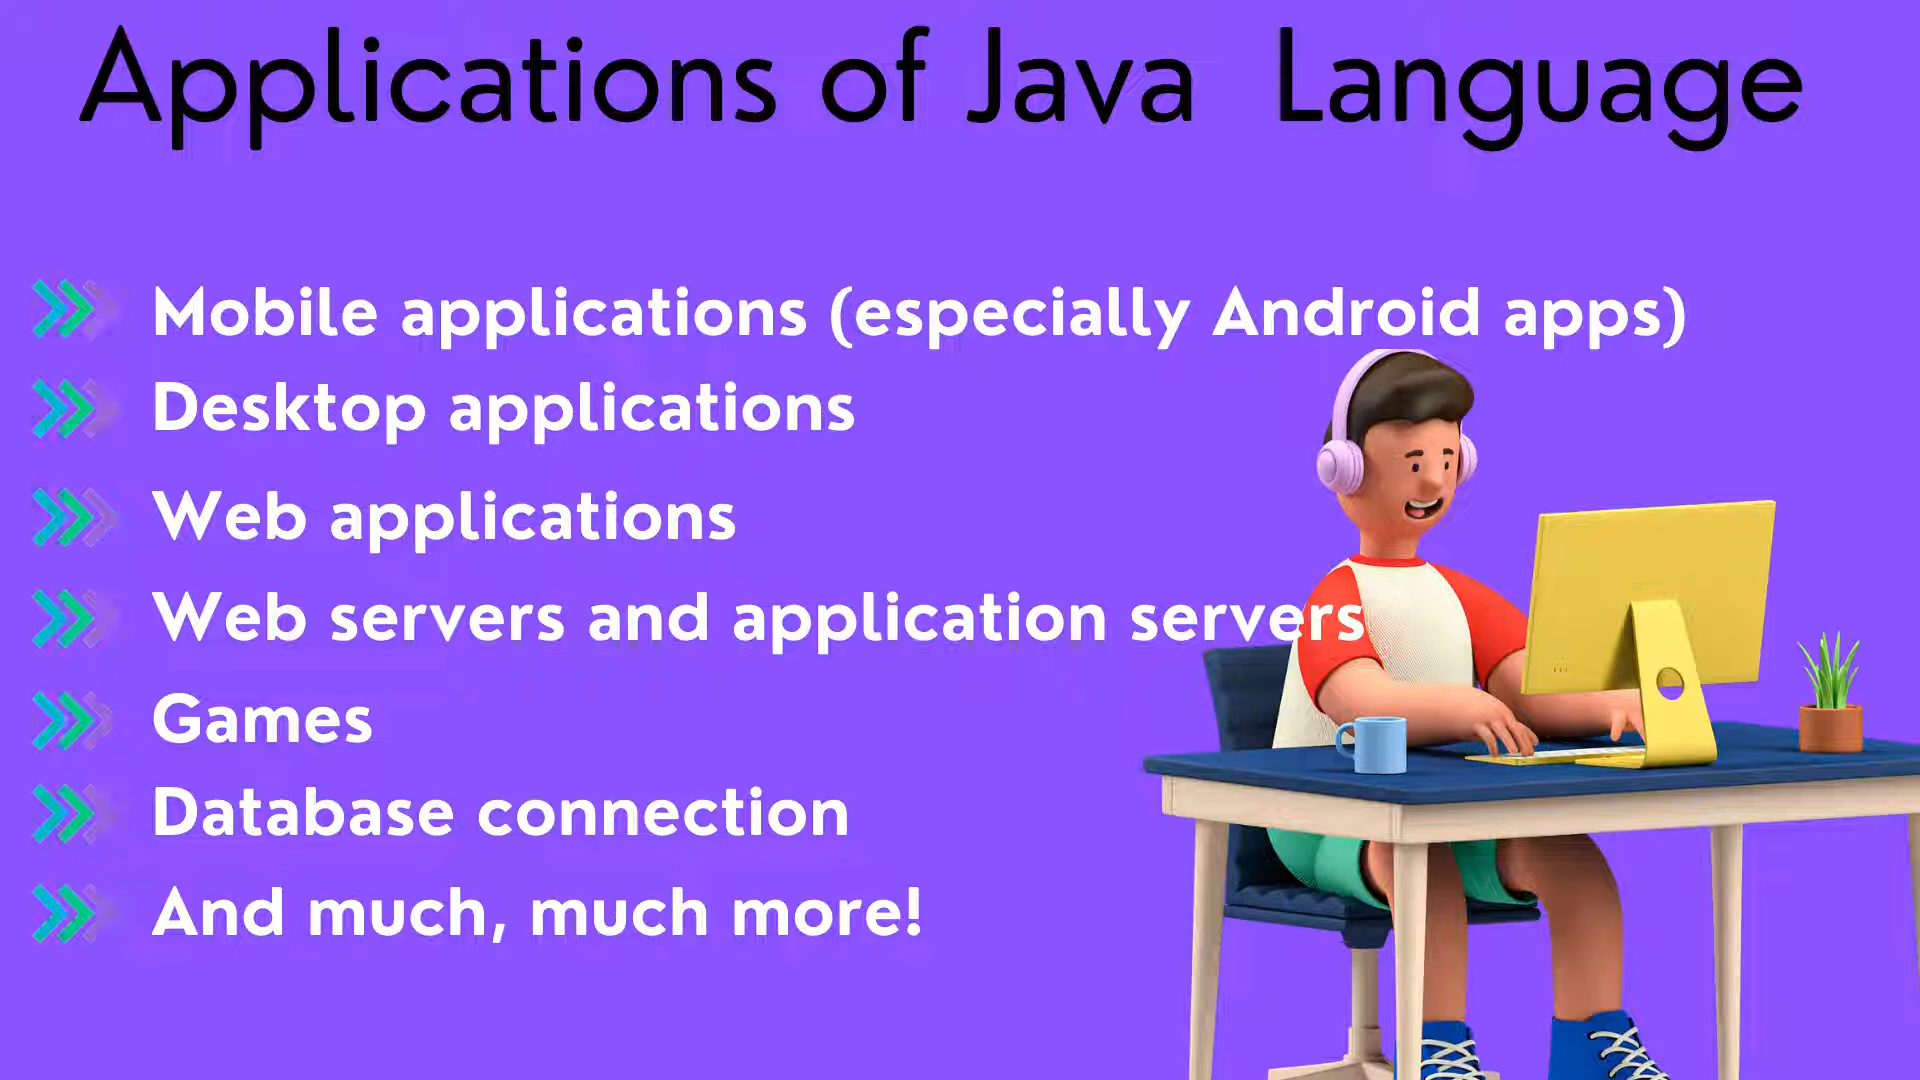 Applications of Java Language
Mobile applications (especially Android apps)
Desktop applications
Web applications
Web servers and application servers
Games
Database connection
And much, much more!